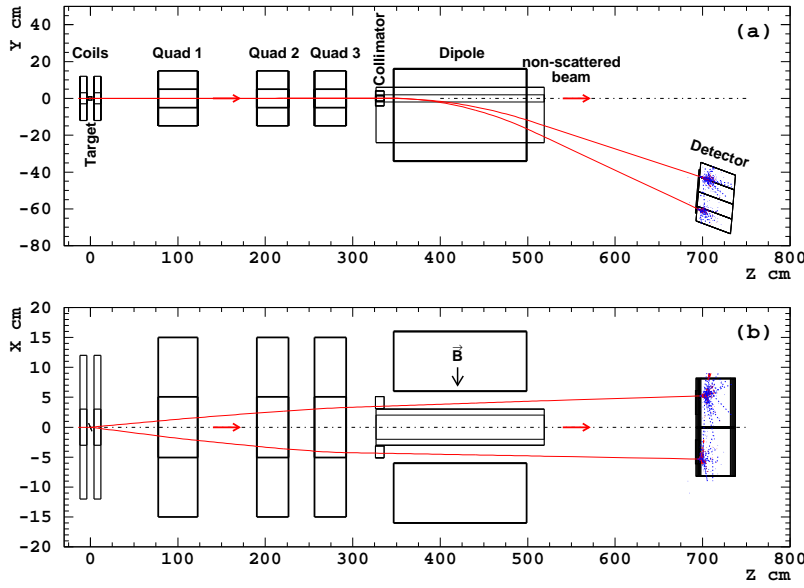 Y cm
40
20
0
-20
-40
-60
-80
Coils
Target
Quad 1
Quad 2
Quad 3
Collimator
Dipole
non-scattered
beam
Detector
(a)
0 100 200 300 400 500 600 700 800
Z cm
X cm
20
15
10
5
0
-5
-10
-15
-20
B
(b)
0 100 200 300 400 500 600 700 800
Z cm